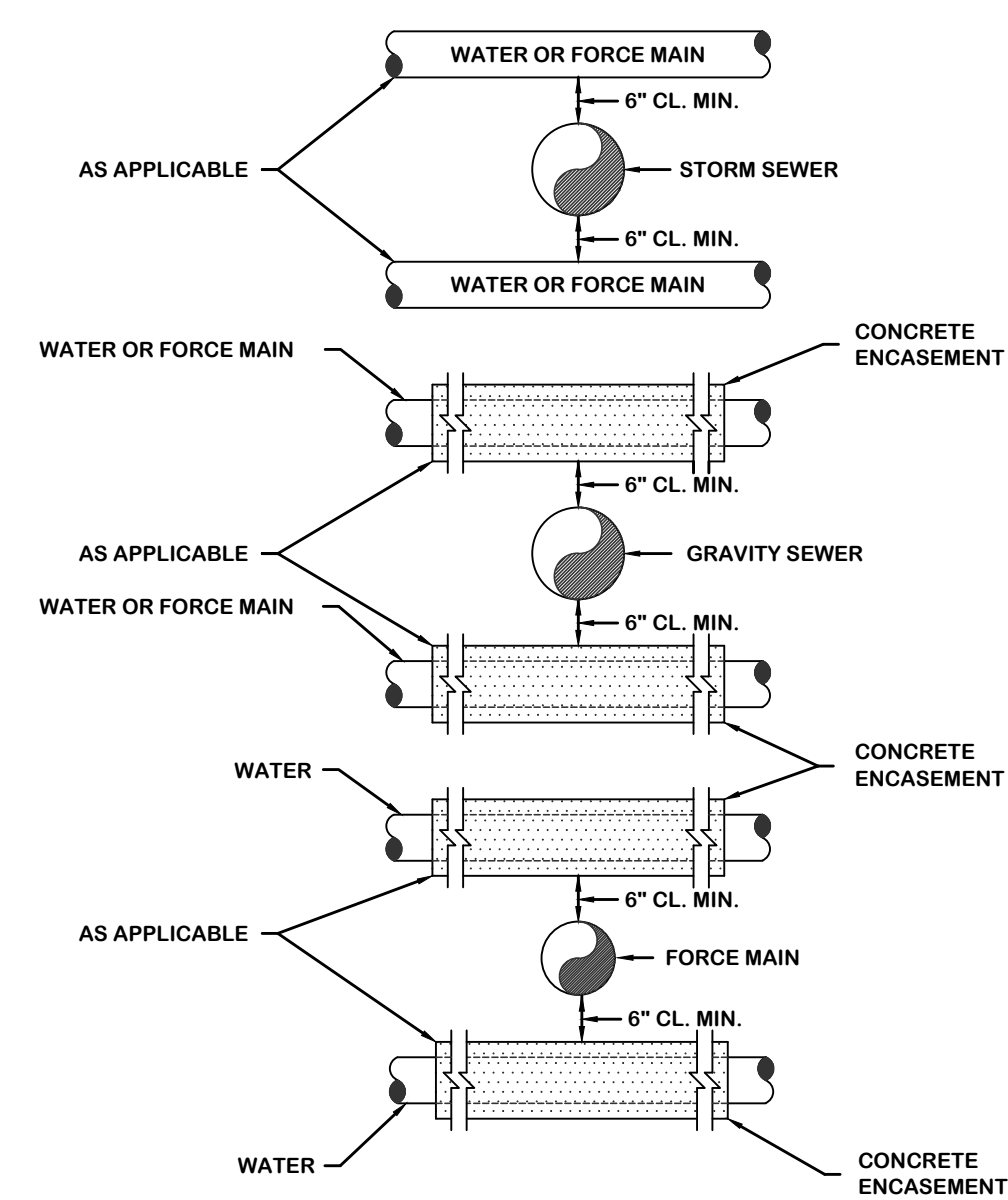 WATER OR FORCE MAIN
6" CL. MIN.
AS APPLICABLE
STORM SEWER
6" CL. MIN.
WATER OR FORCE MAIN
CONCRETE
ENCASEMENT
WATER OR FORCE MAIN
6" CL. MIN.
AS APPLICABLE
GRAVITY SEWER
WATER OR FORCE MAIN
6" CL. MIN.
CONCRETE
ENCASEMENT
WATER
6" CL. MIN.
AS APPLICABLE
FORCE MAIN
6" CL. MIN.
WATER
CONCRETE
ENCASEMENT